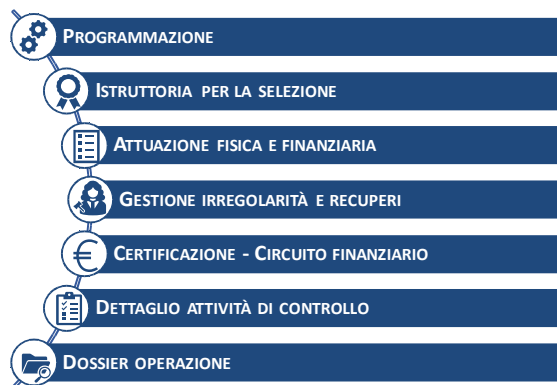 PROGRAMMAZIONE
ISTRUTTORIA PER LA SELEZIONE
ATTUAZIONE FISICA E FINANZIARIA
GESTIONE IRREGOLARITÀ E RECUPERI
CERTIFICAZIONE - CIRCUITO FINANZIARIO
DETTAGLIO ATTIVITÀ DI CONTROLLO
DOSSIER OPERAZIONE